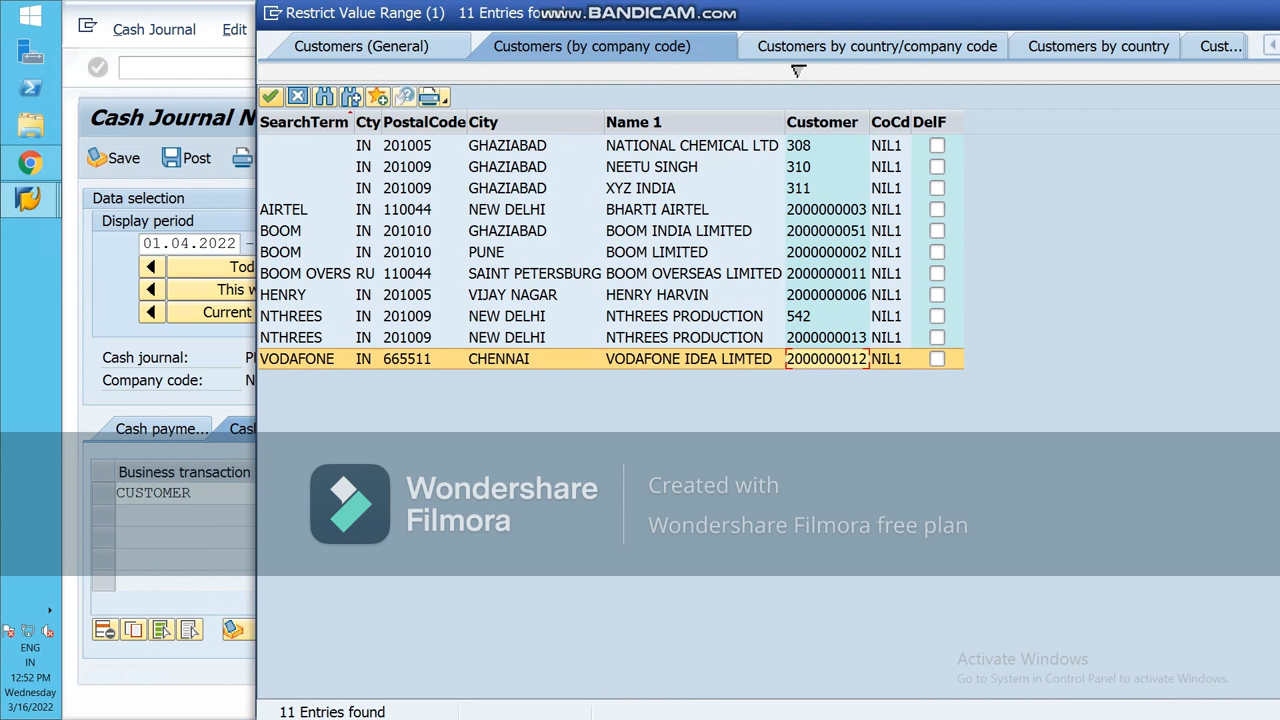 Restrict Value Range (1) 11 Entries fo
www.BANDICAM.com
Cash Journal Edit
Customers (General) Customers (by company code) Customers by country/company code Customers by country Cust...
Cash Journal N
Save Post
Data selection
Display period
01.04.2022 -
Tod
This w
Current
Cash journal: P
Company code: N
Cash payme... Cas
Business transaction
CUSTOMER
SearchTerm Cty PostalCode City Name 1 Customer CoCd DelF
IN 201005 GHAZIABAD NATIONAL CHEMICAL LTD 308 NIL1
IN 201009 GHAZIABAD NEETU SINGH 310 NIL1
IN 201009 GHAZIABAD XYZ INDIA 311 NIL1
AIRTEL IN 110044 NEW DELHI BHARTI AIRTEL 2000000003 NIL1
BOOM IN 201010 GHAZIABAD BOOM INDIA LIMITED 2000000051 NIL1
BOOM IN 201010 PUNE BOOM LIMITED 2000000002 NIL1
BOOM OVERS RU 110044 SAINT PETERSBURG BOOM OVERSEAS LIMITED 2000000011 NIL1
HENRY IN 201005 VIJAY NAGAR HENRY HARVIN 2000000006 NIL1
NTHREES IN 201009 NEW DELHI NTHREES PRODUCTION 542 NIL1
NTHREES IN 201009 NEW DELHI NTHREES PRODUCTION 2000000013 NIL1
VODAFONE IN 665511 CHENNAI VODAFONE IDEA LIMTED 2000000012 NIL1
Wondershare
Filmora
Created with
Wondershare Filmora free plan
Activate Windows
Go to System in Control Panel to activate Windows.
ENG
IN
12:52 PM
Wednesday
3/16/2022
11 Entries found